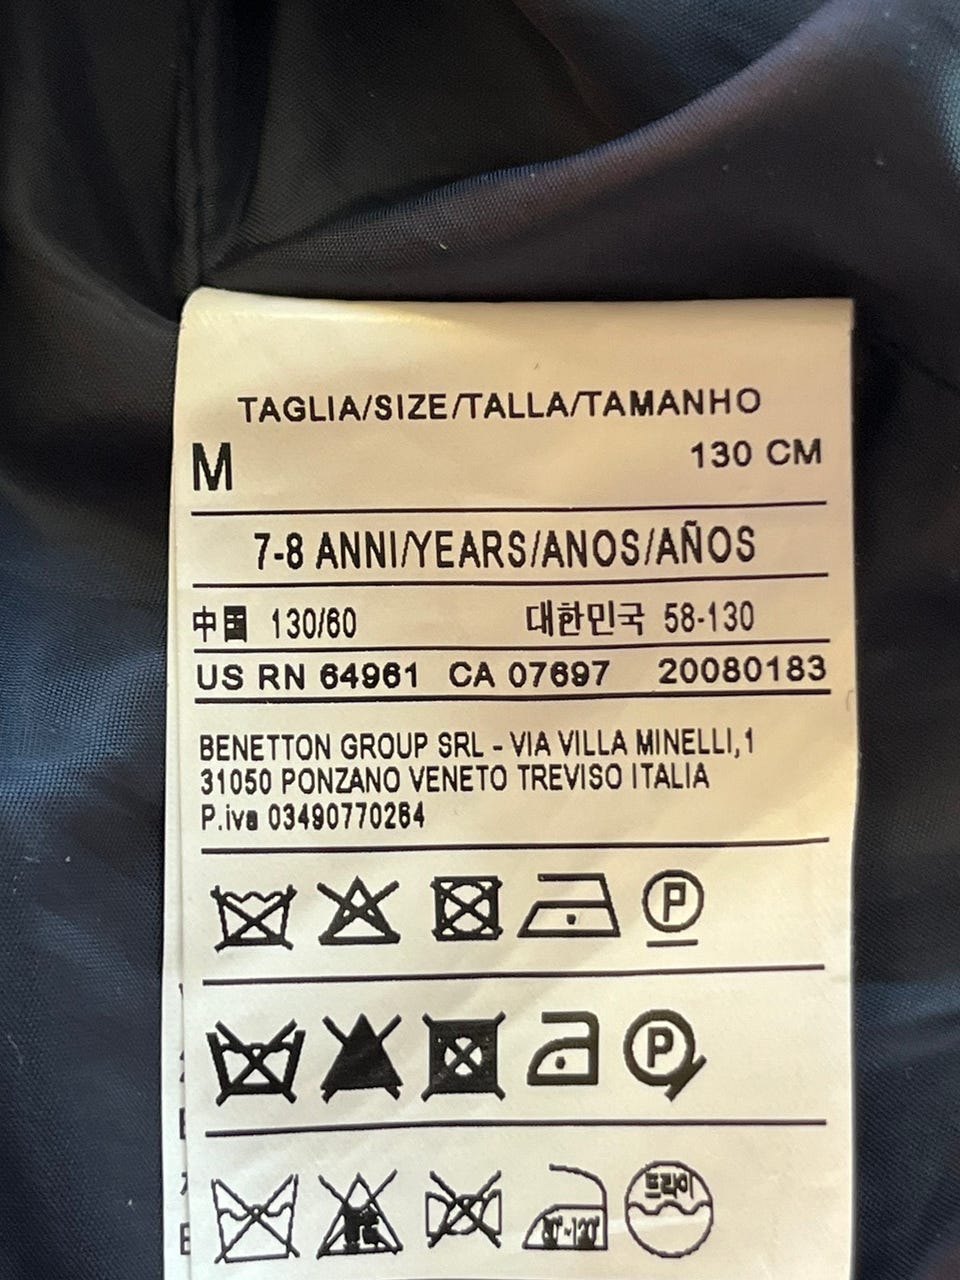 TAGLIA/SIZE/TALLA/TAMANHO
M 130 CM
7-8 ANNI/YEARS/ANOS/AÑOS
中国 130/60 대한민국 58-130
US RN 64961 CA 07697 20080183
BENETTON GROUP SRL - VIA VILLA MINELLI,1
31050 PONZANO VENETO TREVISO ITALIA
P.iva 03490770264
P
P
드라이